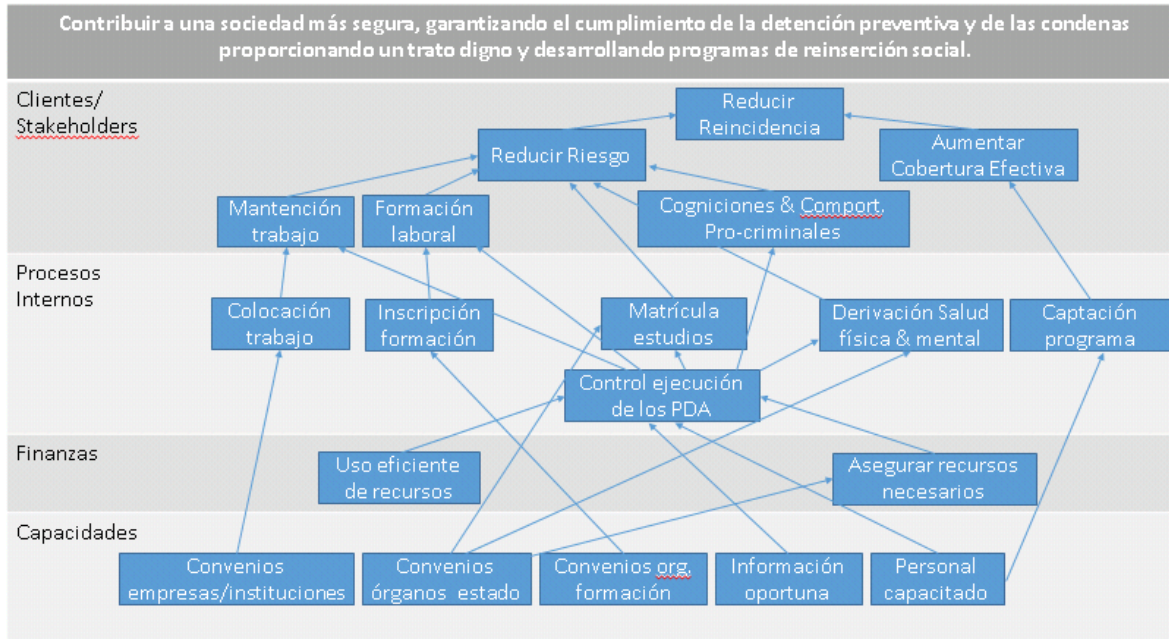 Contribuir a una sociedad más segura, garantizando el cumplimiento de la detención preventiva y de las condenas
proporcionando un trato digno y desarrollando programas de reinserción social.
Clientes/
Stakeholders
Reducir
Reincidencia
Reducir Riesgo
Aumentar
Cobertura Efectiva
Mantención
trabajo
Formación
laboral
Cogniciones & Comport.
Pro-criminales
Procesos
Internos
Colocación
trabajo
Inscripción
formación
Matrícula
estudios
Derivación Salud
física & mental
Captación
programa
Control ejecución
de los PDA
Finanzas
Uso eficiente
de recursos
Asegurar recursos
necesarios
Capacidades
Convenios
empresas/instituciones
Convenios
órganos estado
Convenios org.
formación
Información
oportuna
Personal
capacitado